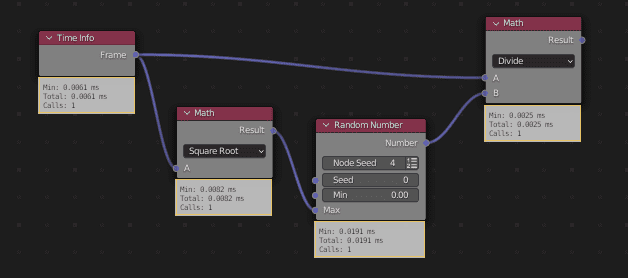 Time Info
Frame
Min: 0.0061 ms
Total: 0.0061 ms
Calls: 1
Math
Result
Square Root
A
Min: 0.0082 ms
Total: 0.0082 ms
Calls: 1
Random Number
Number
Node Seed 4
Seed 0
Min 0.00
Max
Min: 0.0191 ms
Total: 0.0191 ms
Calls: 1
Math
Result
Divide
A
B
Min: 0.0025 ms
Total: 0.0025 ms
Calls: 1